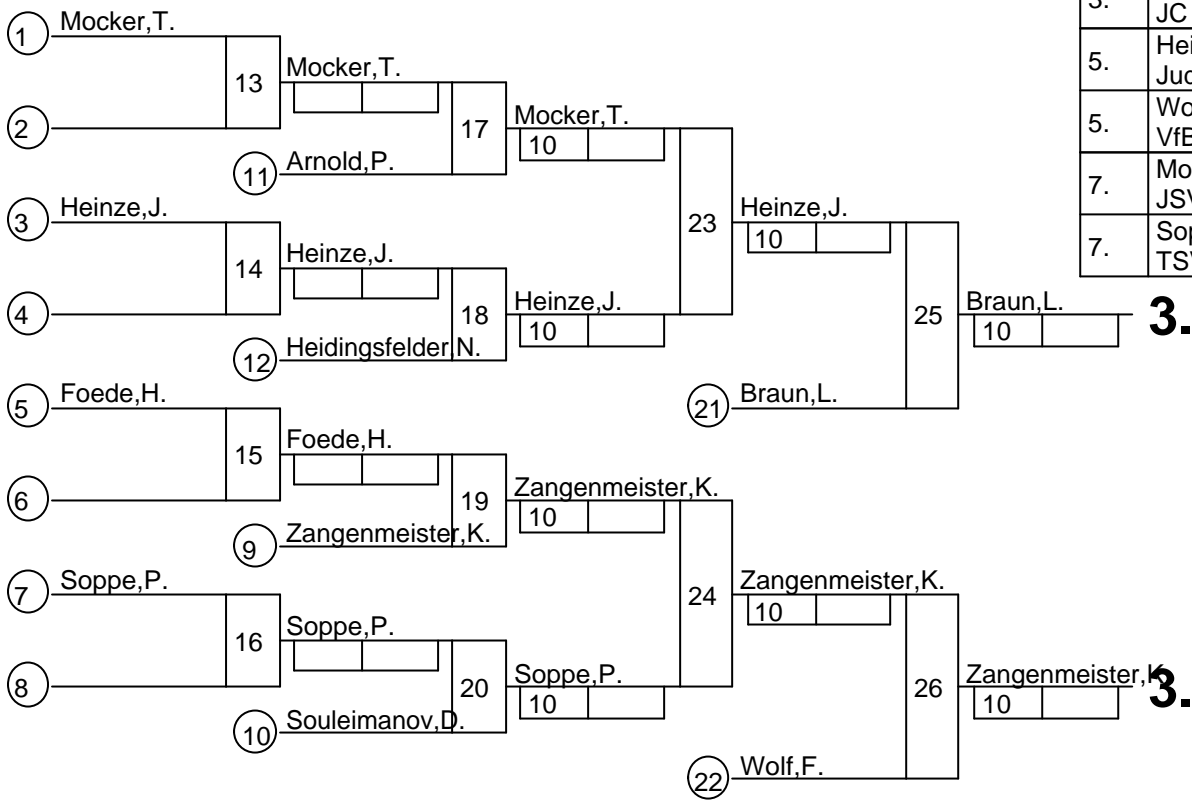 1 Mocker,T.
13
Mocker,T.
2
17
Mocker,T.
10
11 Arnold,P.
3 Heinze,J.
23
Heinze,J.
10
14
Heinze,J.
4
18
Heinze,J.
10
12 Heidingsfelder,N.
25
Braun,L.
10
3.
21 Braun,L.
5 Foede,H.
15
Foede,H.
6
19
Zangenmeister,K.
10
9 Zangenmeister,K.
7 Soppe,P.
24
Zangenmeister,K.
10
16
Soppe,P.
8
20
Soppe,P.
10
10 Souleimanov,D.
26
Zangenmeister,K
10
3.
22 Wolf,F.
JC
5.
5.
7.
7.